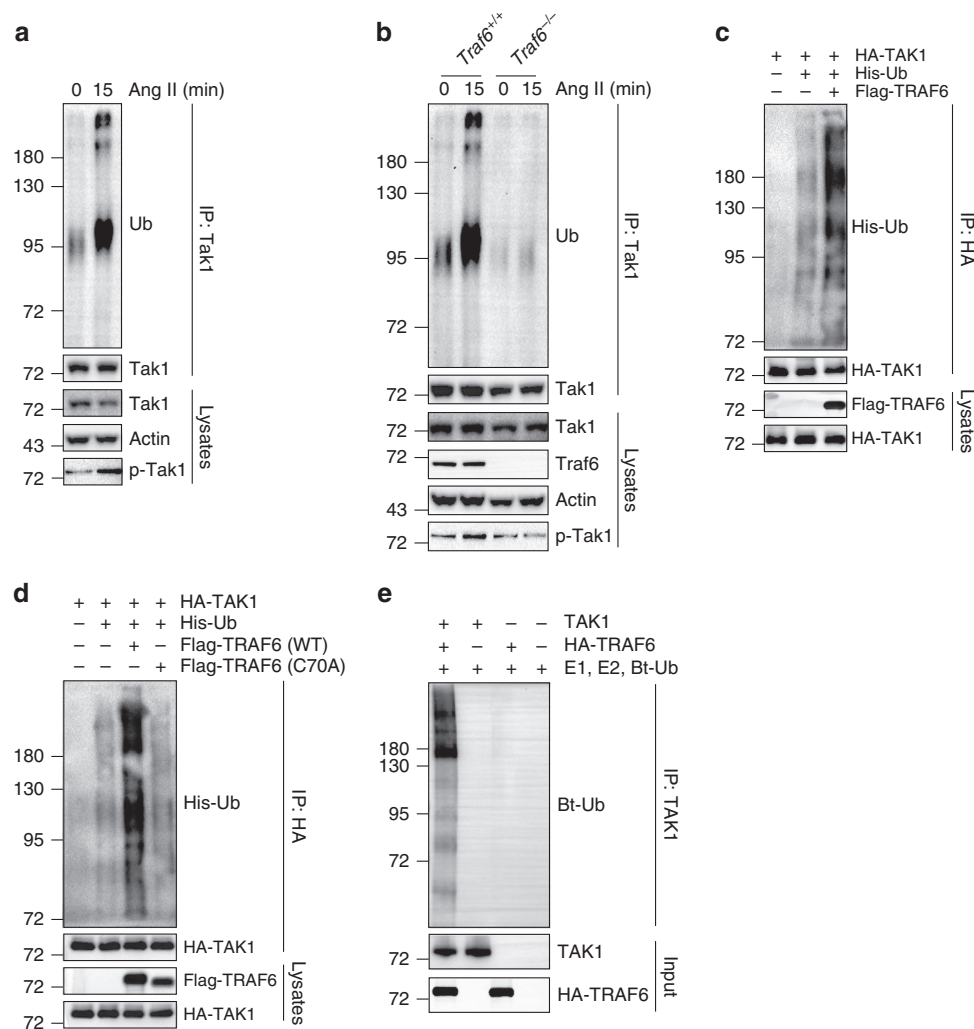 a
0 15 Ang II (min)
180
130
95
72
Ub
IP: Tak1
72 Tak1
72 Tak1
43 Actin
72 p-Tak1
Lysates
b
Traf6+/+ Traf6−/−
0 15 0 15 Ang II (min)
180
130
95
72
Ub
IP: Tak1
72 Tak1
72 Tak1
72 Traf6
43 Actin
72 p-Tak1
Lysates
c
+ + + HA-TAK1
− + + His-Ub
− − + Flag-TRAF6
180
130
95
72
His-Ub
IP: HA
72 HA-TAK1
72 Flag-TRAF6
72 HA-TAK1
Lysates
d
+ + + + HA-TAK1
− + + + His-Ub
− − + − Flag-TRAF6 (WT)
− − − + Flag-TRAF6 (C70A)
180
130
95
72
His-Ub
IP: HA
72 HA-TAK1
72 Flag-TRAF6
72 HA-TAK1
Lysates
e
+ + − − TAK1
+ − + − HA-TRAF6
+ + + + E1, E2, Bt-Ub
180
130
95
72
Bt-Ub
IP: TAK1
72 TAK1
72 HA-TRAF6
Input